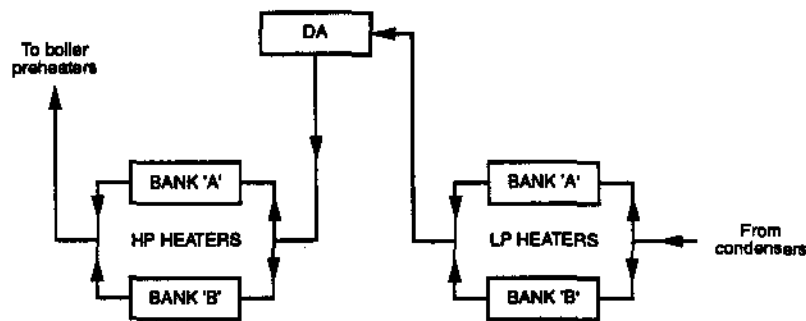 DA
To boiler
preheaters
BANK 'A'
HP HEATERS
BANK 'B'
BANK 'A'
LP HEATERS
BANK 'B'
From
condensers